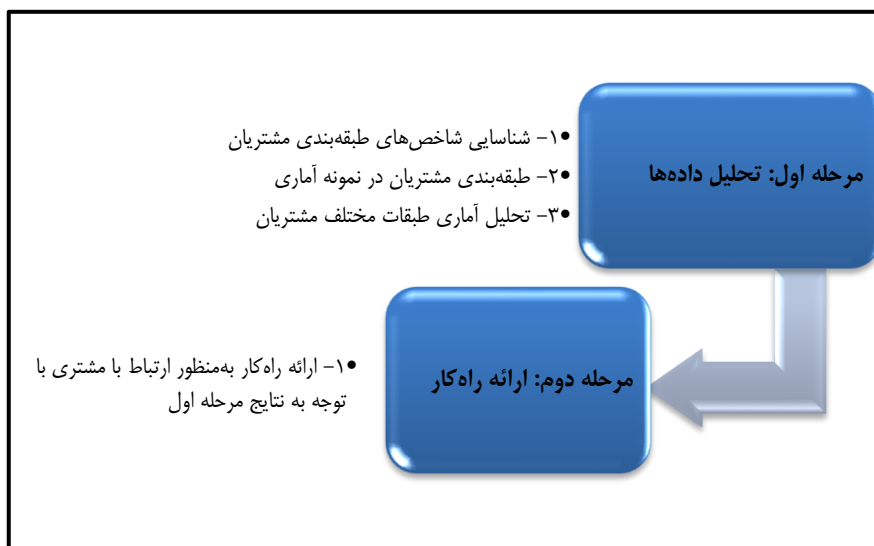 مرحله اول: تحلیل داده‌ها
•۱- شناسایی شاخص‌های طبقه‌بندی مشتریان
•۲- طبقه‌بندی مشتریان در نمونه آماری
•۳- تحلیل آماری طبقات مختلف مشتریان
مرحله دوم: ارائه راه‌کار
•۱- ارائه راه‌کار به‌منظور ارتباط با مشتری با
توجه به نتایج مرحله اول